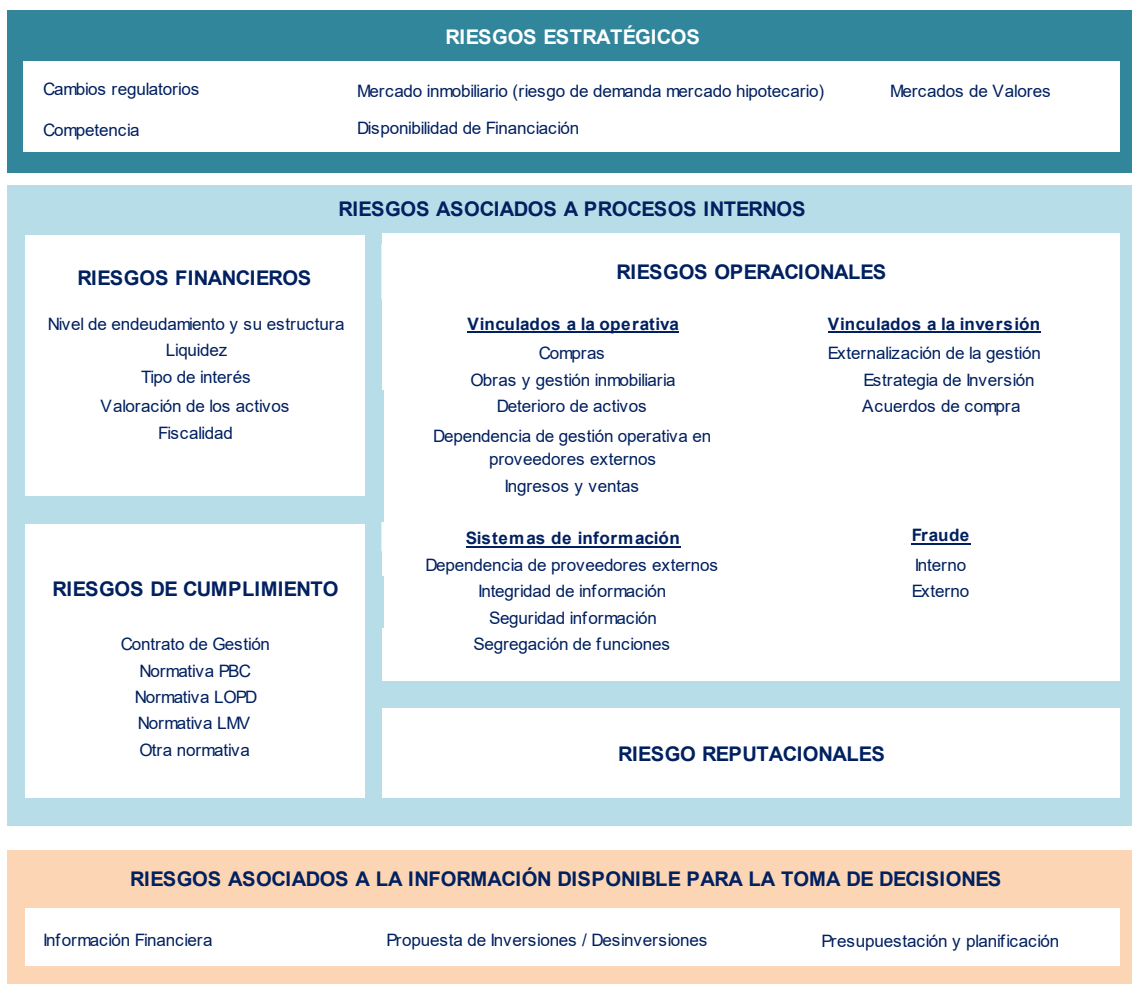 RIESGOS ESTRATÉGICOS
Cambios regulatorios
Mercado inmobiliario (riesgo de demanda mercado hipotecario)
Mercados de Valores
Competencia
Disponibilidad de Financiación
RIESGOS ASOCIADOS A PROCESOS INTERNOS
RIESGOS FINANCIEROS
Nivel de endeudamiento y su estructura
Liquidez
Tipo de interés
Valoración de los activos
Fiscalidad
RIESGOS OPERACIONALES
Vinculados a la operativa
Compras
Obras y gestión inmobiliaria
Deterioro de activos
Dependencia de gestión operativa en
proveedores externos
Ingresos y ventas
Vinculados a la inversión
Externalización de la gestión
Estrategia de Inversión
Acuerdos de compra
Sistemas de información
Dependencia de proveedores externos
Integridad de información
Seguridad información
Segregación de funciones
Fraude
Interno
Externo
RIESGOS DE CUMPLIMIENTO
Contrato de Gestión
Normativa PBC
Normativa LOPD
Normativa LMV
Otra normativa
RIESGO REPUTACIONALES
RIESGOS ASOCIADOS A LA INFORMACIÓN DISPONIBLE PARA LA TOMA DE DECISIONES
Información Financiera
Propuesta de Inversiones / Desinversiones
Presupuestación y planificación